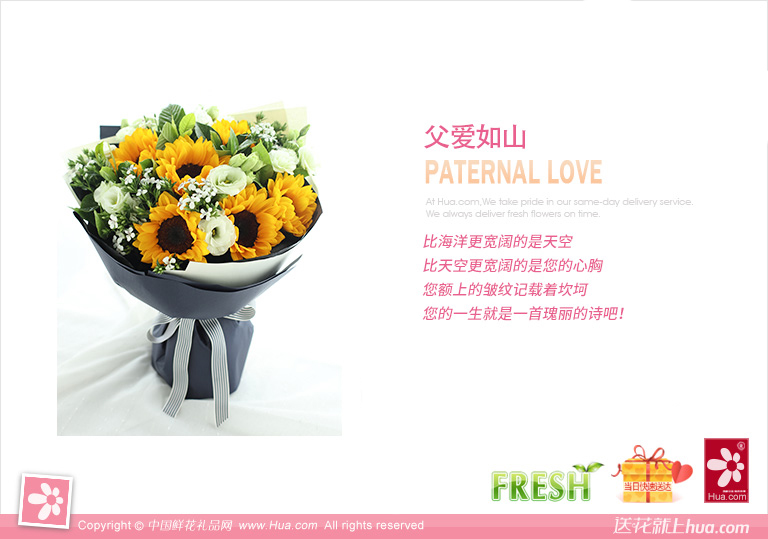 父爱如山
PATERNAL LOVE
At Hua.com,We take pride in our same-day delivery service.
We always deliver fresh flowers on time.
比海洋更宽阔的是天空
比天空更宽阔的是您的心胸
您额上的皱纹记载着坎坷
您的一生就是一首瑰丽的诗吧！
FRESH
当日快速送达
Hua.com
Copyright © 中国鲜花礼品网 www.Hua.com All rights reserved
送花就上hua.com